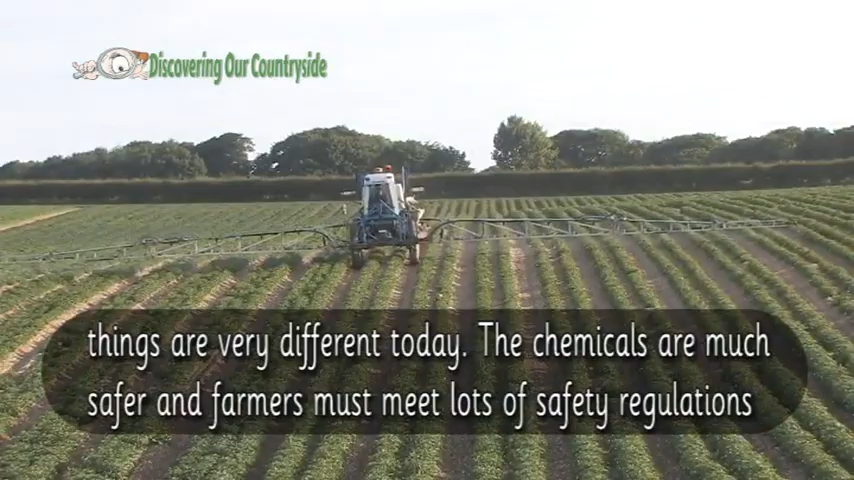 Discovering Our Countryside
things are very different today. The chemicals are much
safer and farmers must meet lots of safety regulations